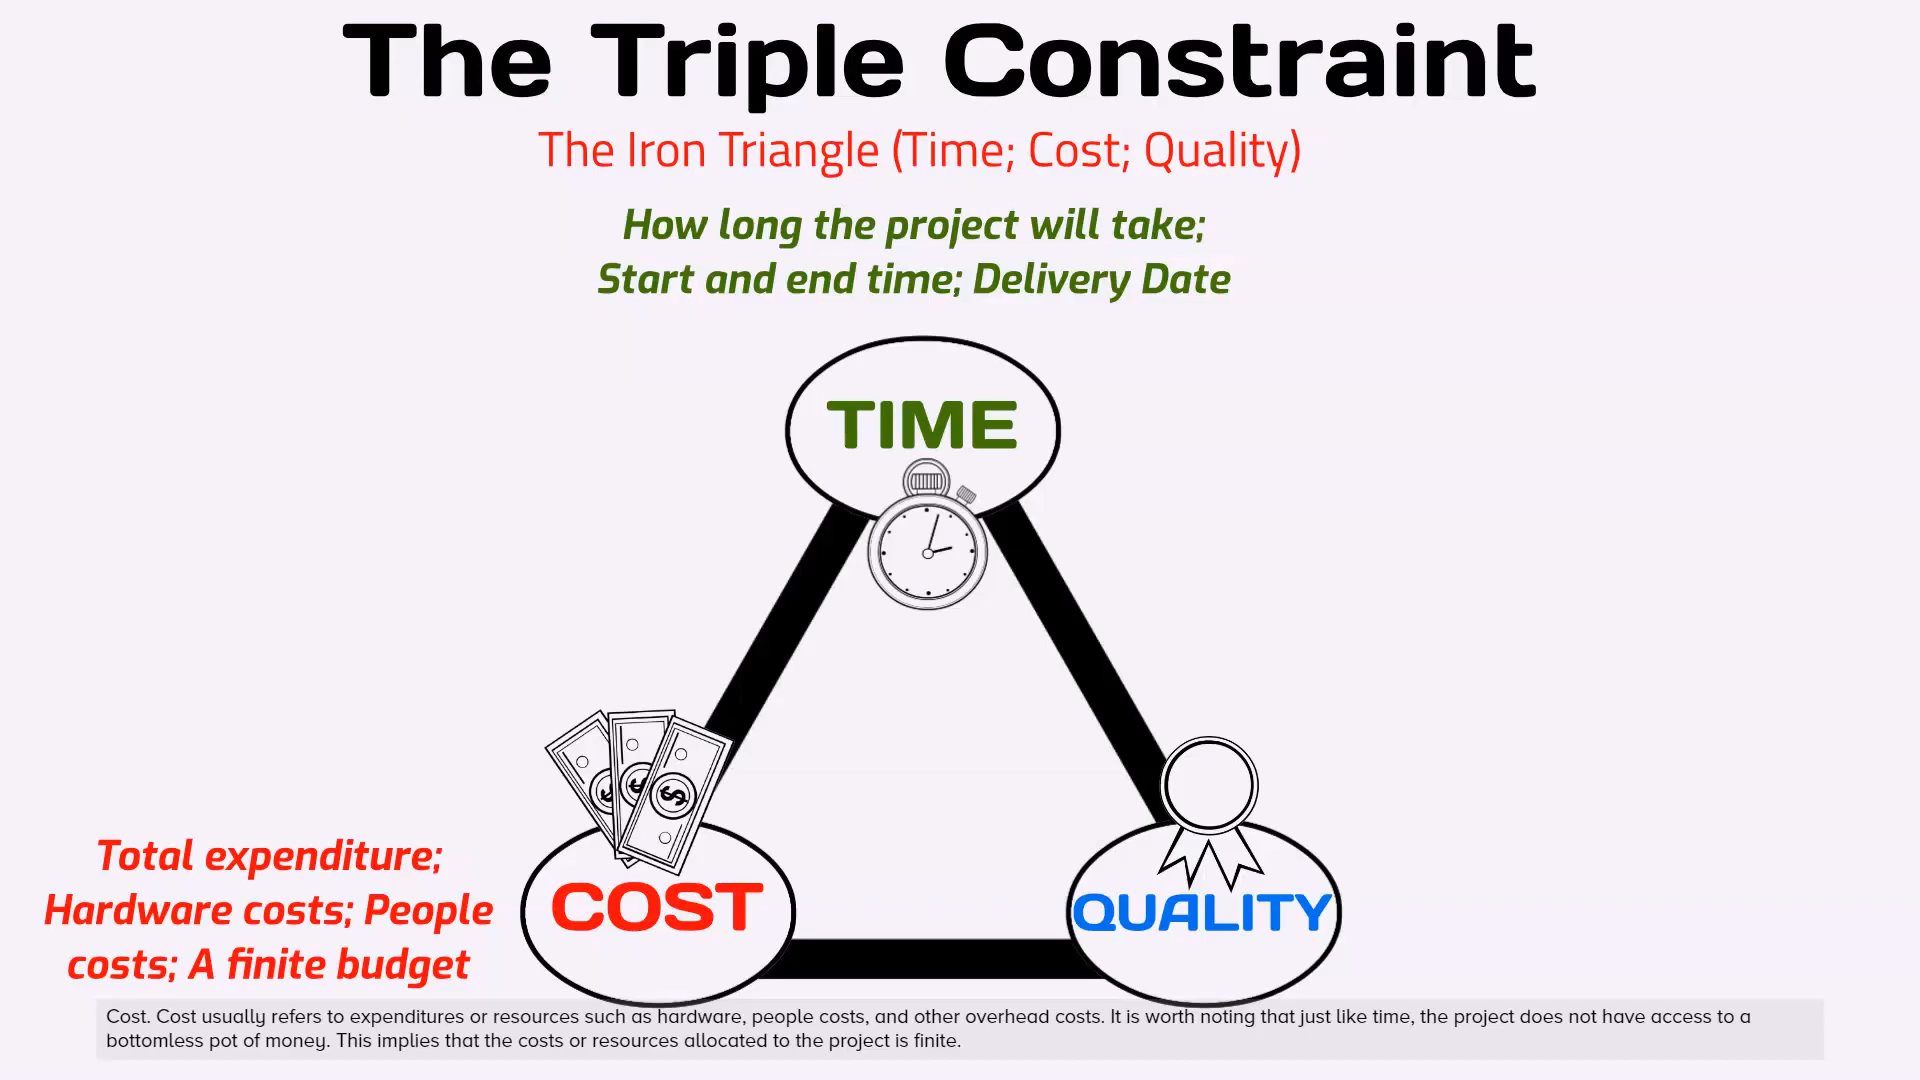 The Triple Constraint
The Iron Triangle (Time; Cost; Quality)
How long the project will take;
Start and end time; Delivery Date
TIME
$ $ $
Total expenditure;
Hardware costs; People
costs; A finite budget
COST
QUALITY
Cost. Cost usually refers to expenditures or resources such as hardware, people costs, and other overhead costs. It is worth noting that just like time, the project does not have access to a
bottomless pot of money. This implies that the costs or resources allocated to the project is finite.